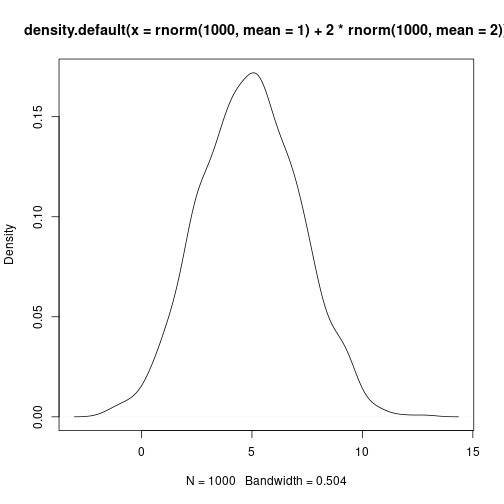 density.default(x = rnorm(1000, mean = 1) + 2 * rnorm(1000, mean = 2))
Density
0.15
0.10
0.05
0.00
0 5 10 15
N = 1000 Bandwidth = 0.504